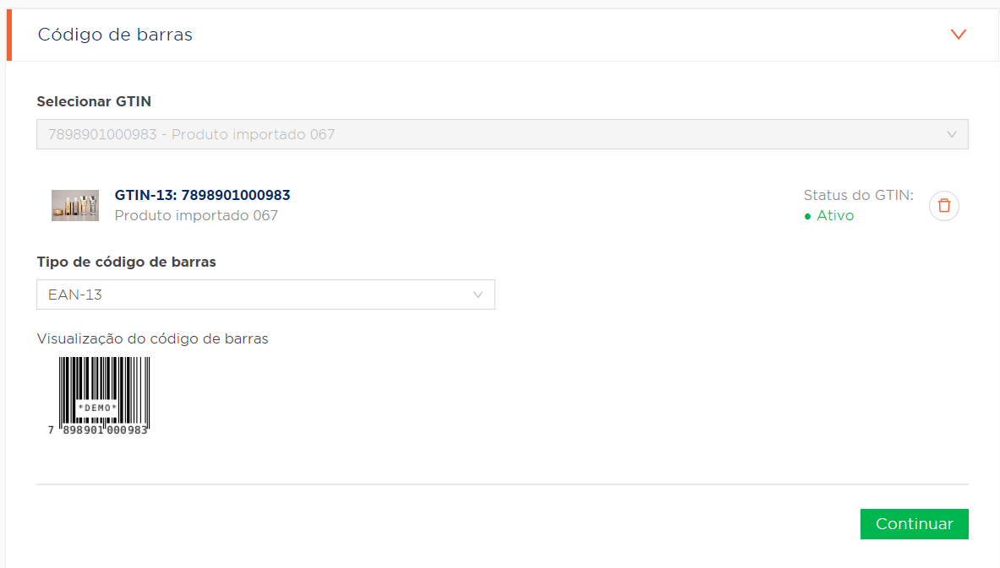 Código de barras
Selecionar GTIN
7898901000983 - Produto importado 067
GTIN-13: 7898901000983
Produto importado 067
Status do GTIN:
Ativo
Tipo de código de barras
EAN-13
Visualização do código de barras
*DEMO*
7 898901 000983
Continuar